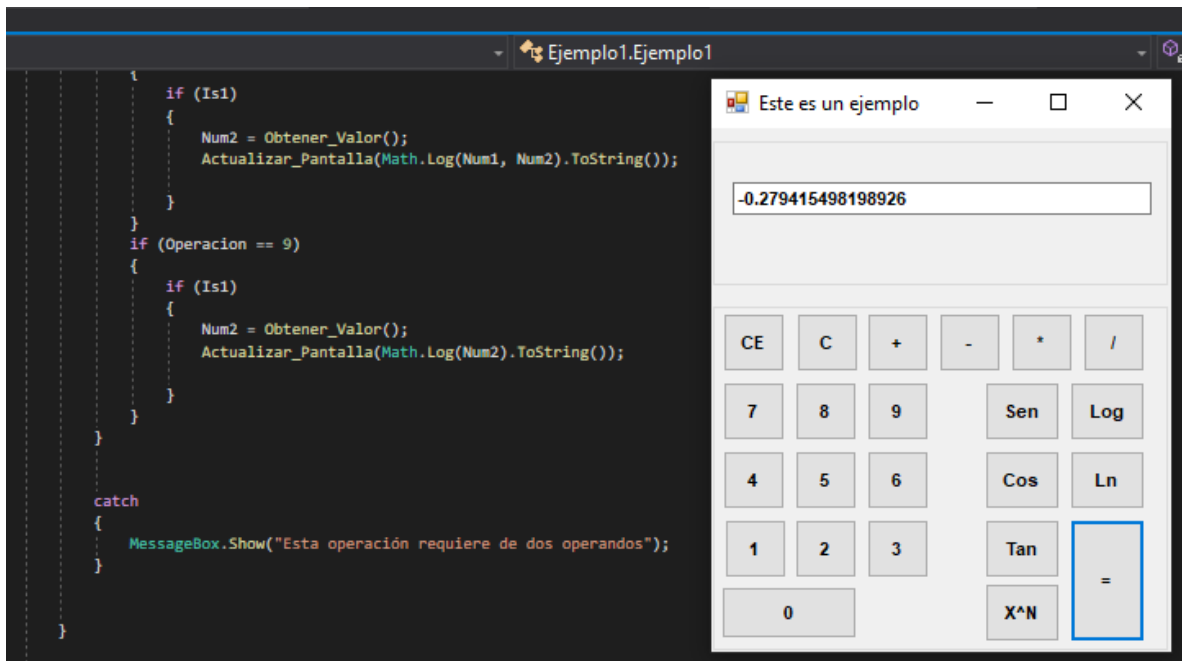 Ejemplo1.Ejemplo1
{
if (Is1)
{
Num2 = Obtener_Valor();
Actualizar_Pantalla(Math.Log(Num1, Num2).ToString());
}
}
if (Operacion == 9)
{
if (Is1)
{
Num2 = Obtener_Valor();
Actualizar_Pantalla(Math.Log(Num2).ToString());
}
}
}
catch
{
MessageBox.Show("Esta operación requiere de dos operandos");
}
}
Este es un ejemplo
-0.279415498198926
CE C + - * /
7 8 9 Sen Log
4 5 6 Cos Ln
1 2 3 Tan =
0 X^N